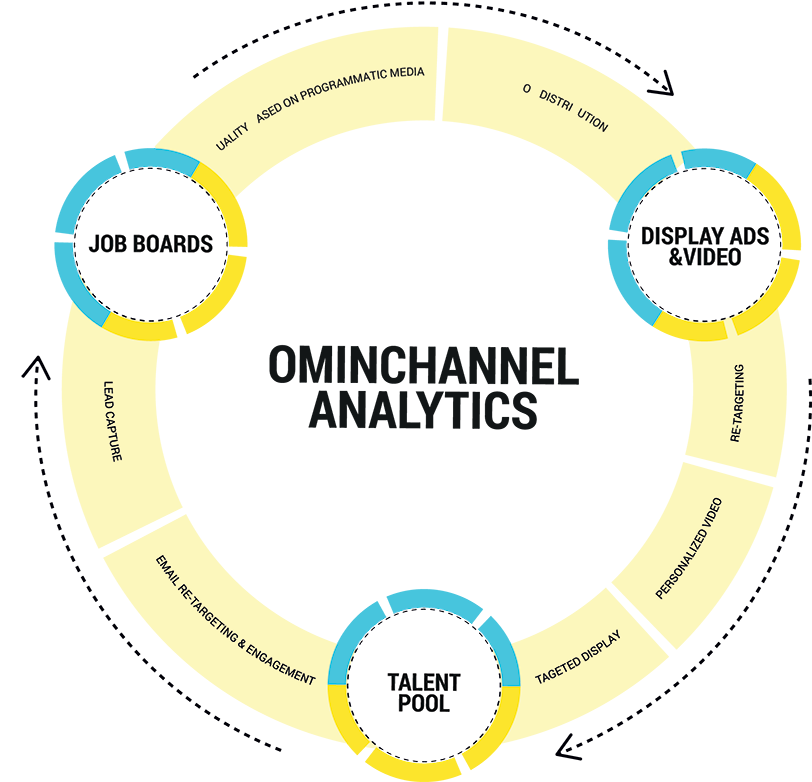 UALITY ASED ON PROGRAMMATIC MEDIA
O DISTRI UTION
JOB BOARDS
DISPLAY ADS
&VIDEO
OMINCHANNEL
ANALYTICS
LEAD CAPTURE
RE-TARGETING
PERSONALIZED VIDEO
EMAIL RE-TARGETING & ENGAGEMENT
TAGETED DISPLAY
TALENT
POOL